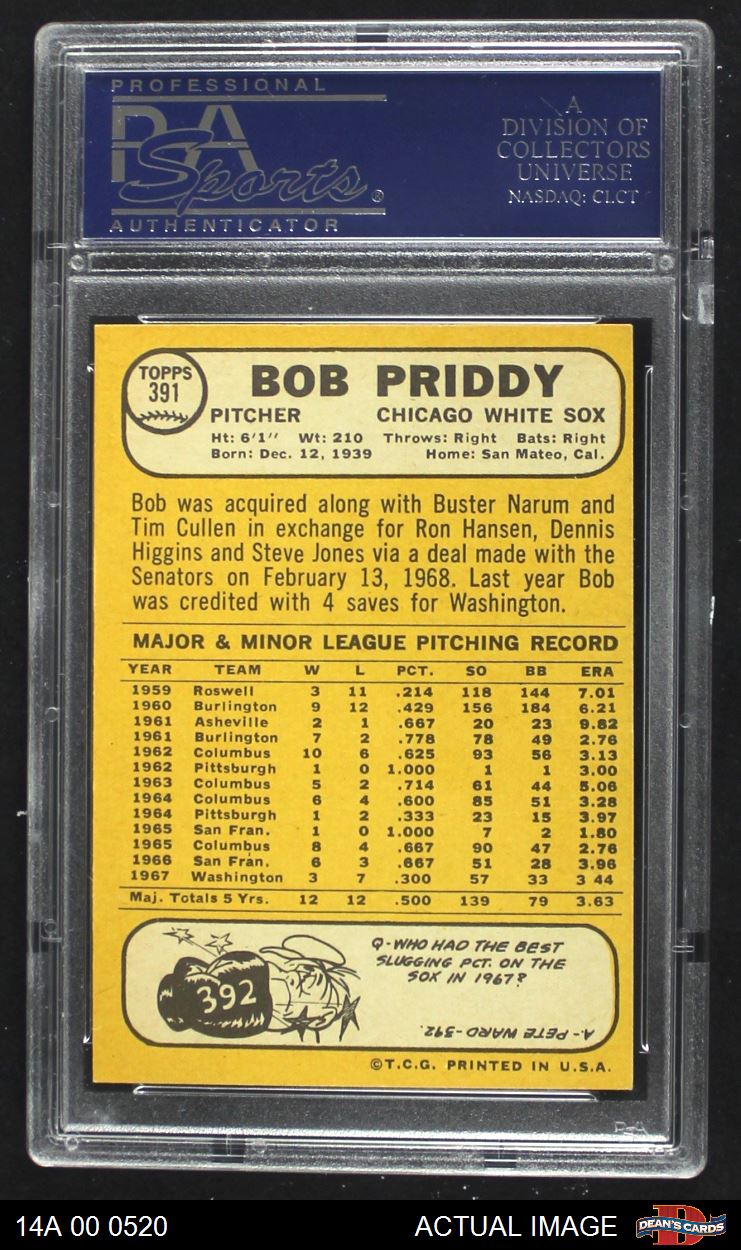 PROFESSIONAL
PSA
Sports®
AUTHENTICATOR
A
DIVISION OF
COLLECTORS
UNIVERSE
NASDAQ: CLCT
TOPPS
391
BOB PRIDDY
PITCHER CHICAGO WHITE SOX
Ht: 6'1" Wt: 210 Throws: Right Bats: Right
Born: Dec. 12, 1939 Home: San Mateo, Cal.
Bob was acquired along with Buster Narum and
Tim Cullen in exchange for Ron Hansen, Dennis
Higgins and Steve Jones via a deal made with the
Senators on February 13, 1968. Last year Bob
was credited with 4 saves for Washington.
MAJOR & MINOR LEAGUE PITCHING RECORD
YEAR TEAM W L PCT. SO BB ERA
1959 Roswell 3 11 .214 118 144 7.01
1960 Burlington 9 12 .429 156 184 6.21
1961 Asheville 2 1 .667 20 23 9.82
1961 Burlington 7 2 .778 78 49 2.76
1962 Columbus 10 6 .625 93 56 3.13
1962 Pittsburgh 1 0 1.000 1 1 3.00
1963 Columbus 5 2 .714 61 44 5.06
1964 Columbus 6 4 .600 85 51 3.28
1964 Pittsburgh 1 2 .333 23 15 3.97
1965 San Fran. 1 0 1.000 7 2 1.80
1965 Columbus 8 4 .667 90 47 2.76
1966 San Fran. 6 3 .667 51 28 3.96
1967 Washington 3 7 .300 57 33 3 44
Maj. Totals 5 Yrs. 12 12 .500 139 79 3.63
392
Q-WHO HAD THE BEST
SLUGGING PCT. ON THE
SOX IN 1967?
A.-PETE WARD-.392.
©T.C.G. PRINTED IN U.S.A.
PSA
14A 00 0520 ACTUAL IMAGE
D
DEAN'S CARDS